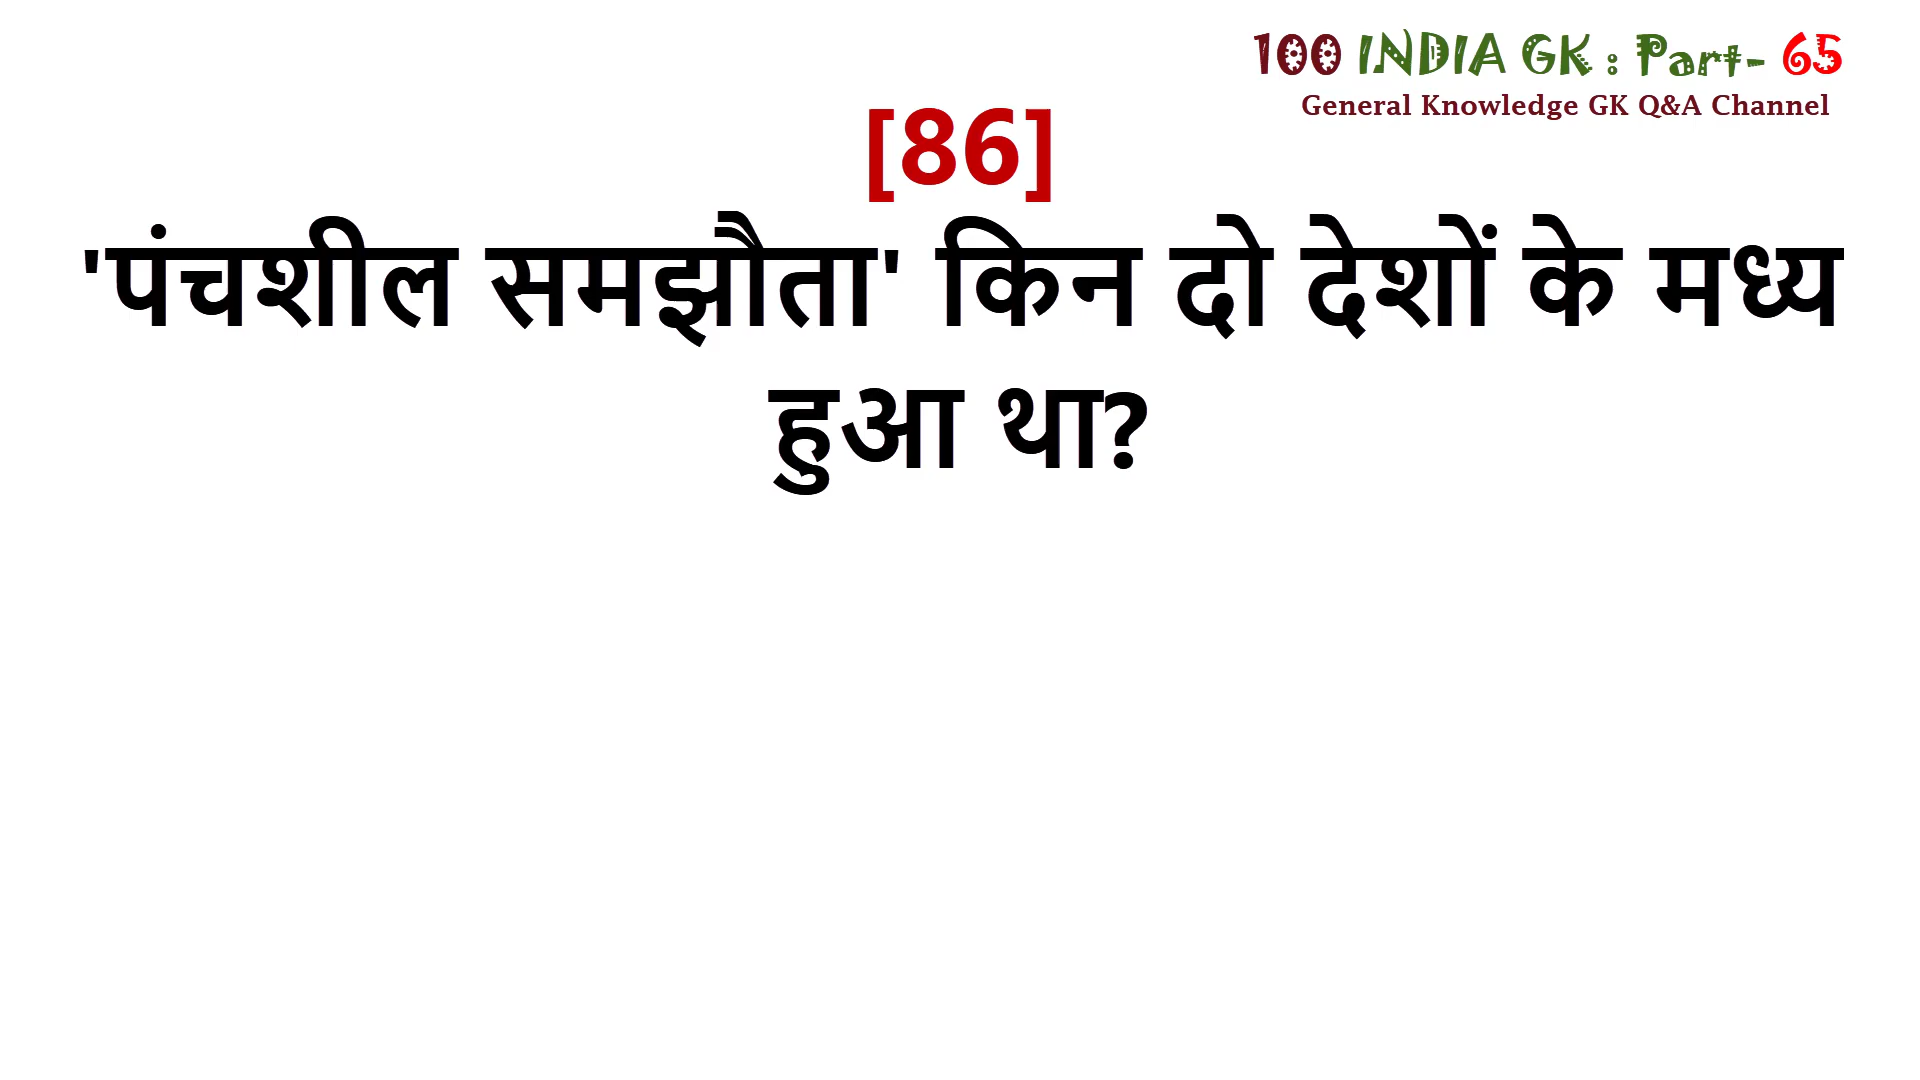 100 INDIA GK : Part- 65
General Knowledge GK Q&A Channel
[86]
'पंचशील समझौता' किन दो देशों के मध्य
हुआ था?